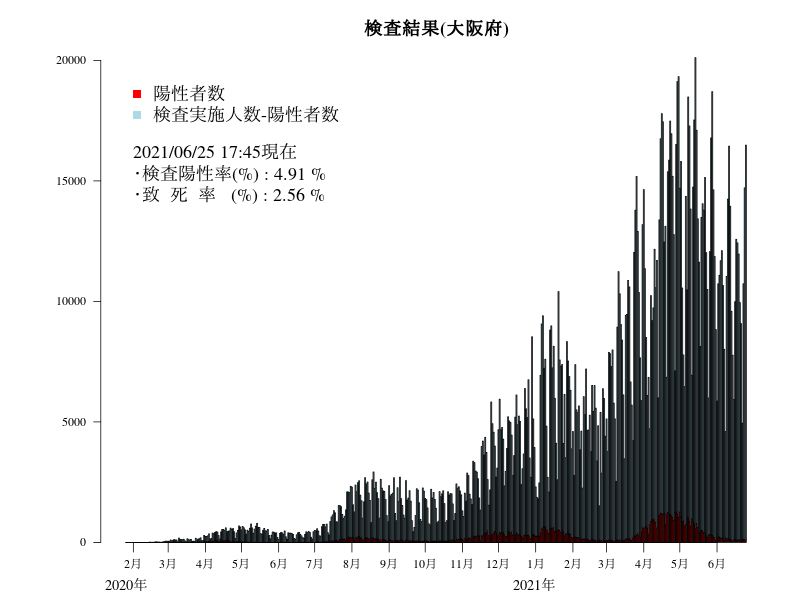 検査結果(大阪府)
陽性者数
検査実施人数-陽性者数
2021/06/25 17:45現在
・検査陽性率(%) : 4.91 %
・致 死 率 (%) : 2.56 %
20000
15000
10000
5000
0
2月 3月 4月 5月 6月 7月 8月 9月 10月 11月 12月 1月 2月 3月 4月 5月 6月
2020年 2021年